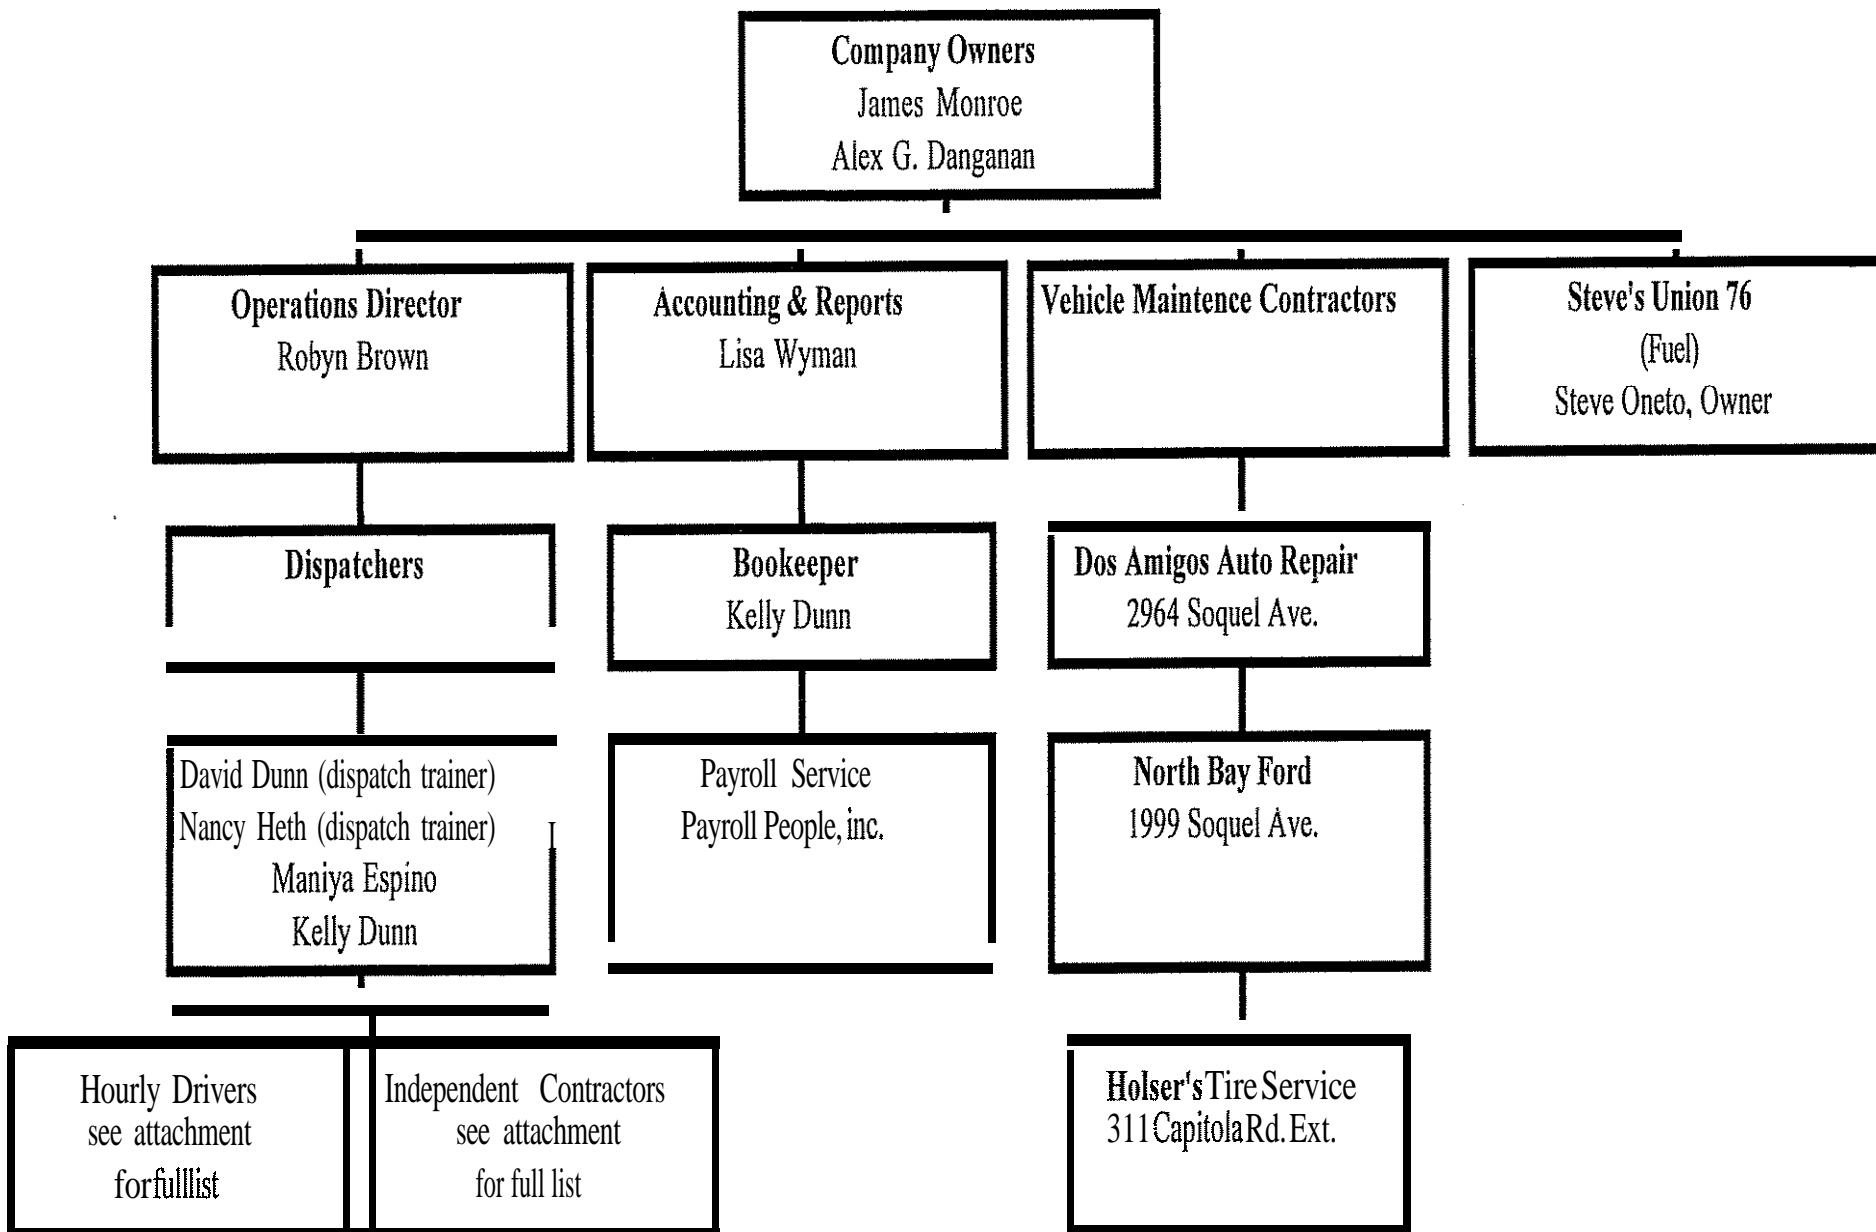 Company Owners
James Monroe
Alex G. Danganan
Operations Director
Robyn Brown
Accounting & Reports
Lisa Wyman
Vehicle Maintence Contractors
Steve's Union 76
(Fuel)
Steve Oneto, Owner
Dispatchers
Bookeeper
Kelly Dunn
Dos Amigos Auto Repair
2964 Soquel Ave.
David Dunn (dispatch trainer)
Nancy Heth (dispatch trainer)
Maniya Espino
Kelly Dunn
Payroll Service
Payroll People, inc.
North Bay Ford
1999 Soquel Ave.
Hourly Drivers
see attachment
for full list
Independent Contractors
see attachment
for full list
Holser's Tire Service
311 Capitola Rd. Ext.